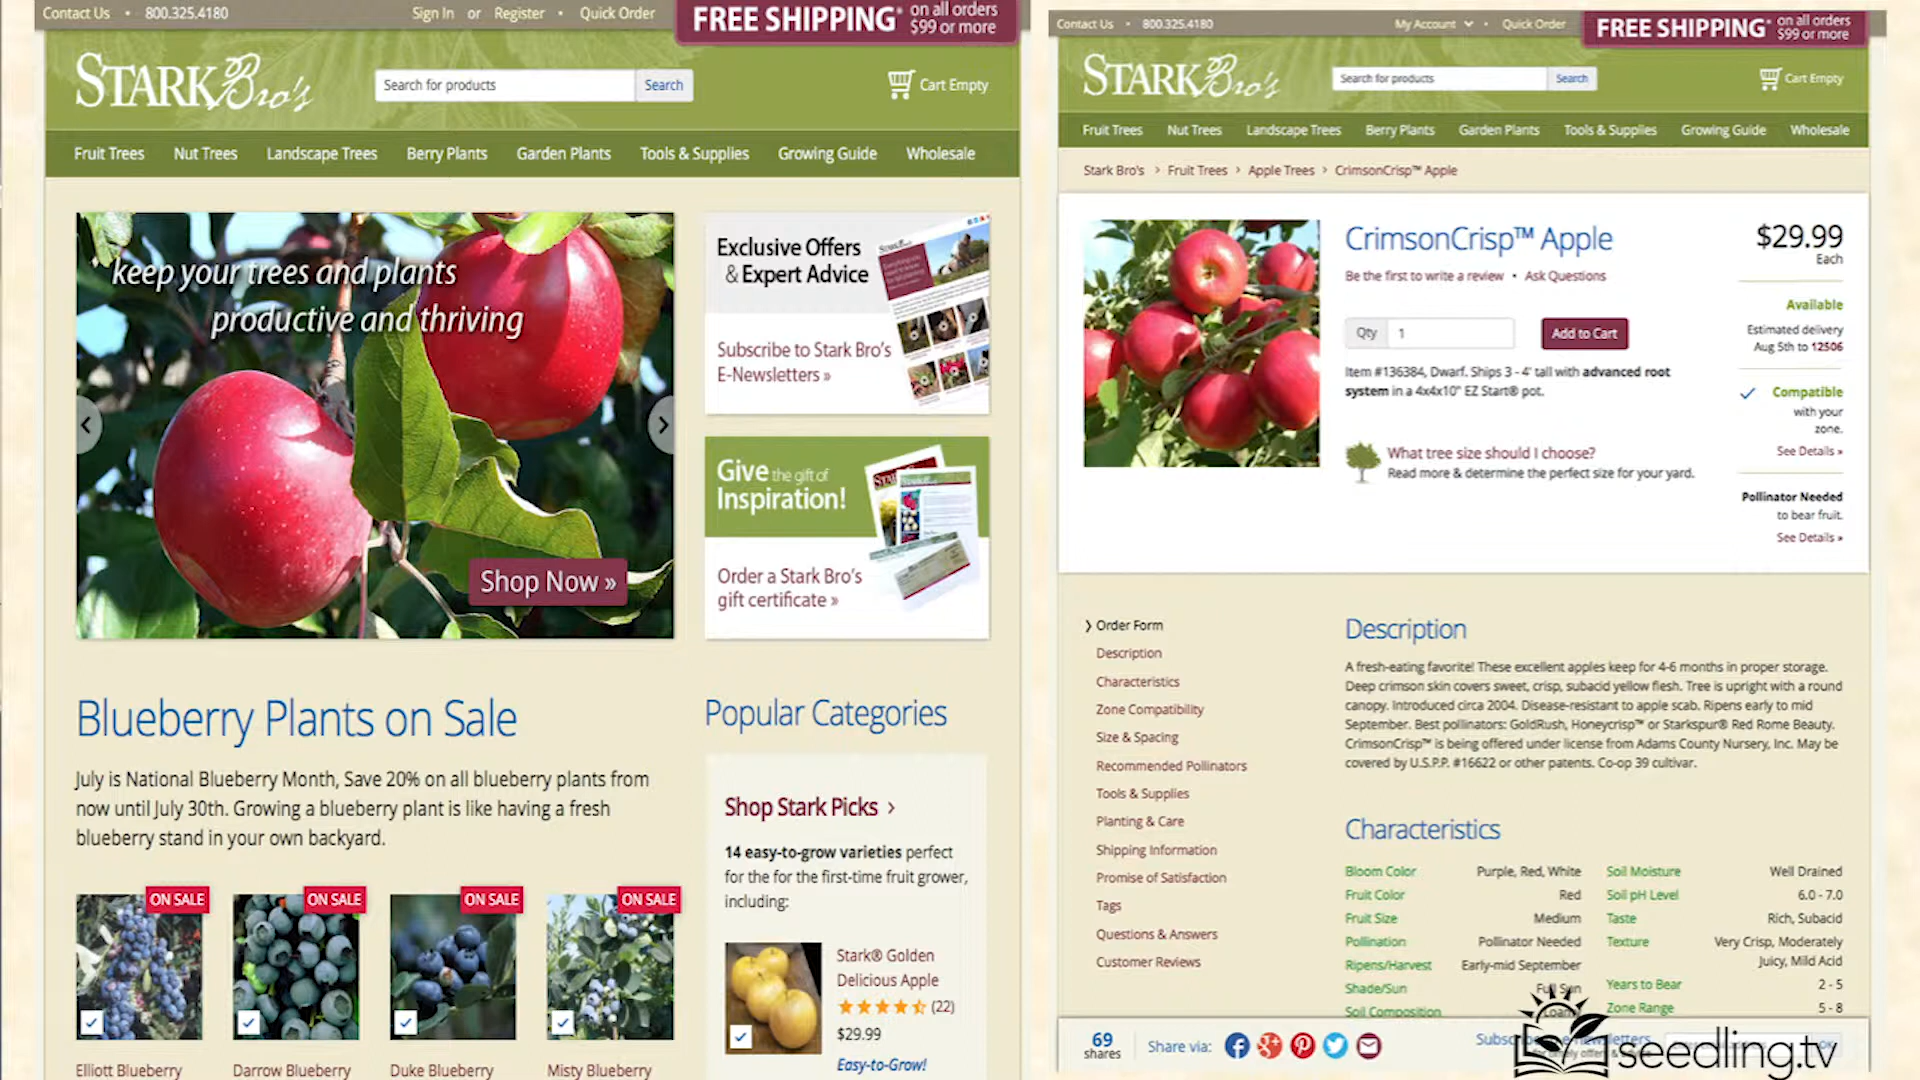 Contact Us • 800.325.4180 Sign In or Register • Quick Order
FREE SHIPPING* on all orders
$99 or more
STARK Bro's
Search for products Search
Cart Empty
Fruit Trees Nut Trees Landscape Trees Berry Plants Garden Plants Tools & Supplies Growing Guide Wholesale
keep your trees and plants
productive and thriving
Shop Now »
Exclusive Offers
& Expert Advice
Subscribe to Stark Bro's
E-Newsletters »
Give the gift of
Inspiration!
Order a Stark Bro's
gift certificate »
Blueberry Plants on Sale
July is National Blueberry Month, Save 20% on all blueberry plants from
now until July 30th. Growing a blueberry plant is like having a fresh
blueberry stand in your own backyard.
ON SALE ON SALE ON SALE ON SALE
Elliott Blueberry Darrow Blueberry Duke Blueberry Misty Blueberry
Popular Categories
Shop Stark Picks ›
14 easy-to-grow varieties perfect
for the for the first-time fruit grower,
including:
Stark® Golden
Delicious Apple
(22)
$29.99
Easy-to-Grow!
Contact Us • 800.325.4180 My Account • Quick Order
FREE SHIPPING* on all orders
$99 or more
STARK Bro's
Search for products Search
Cart Empty
Fruit Trees Nut Trees Landscape Trees Berry Plants Garden Plants Tools & Supplies Growing Guide Wholesale
Stark Bro's › Fruit Trees › Apple Trees › CrimsonCrisp™ Apple
CrimsonCrisp™ Apple
Be the first to write a review • Ask Questions
Qty 1 Add to Cart
Item #136384, Dwarf. Ships 3 - 4' tall with advanced root
system in a 4x4x10" EZ Start® pot.
What tree size should I choose?
Read more & determine the perfect size for your yard.
$29.99
Each
Available
Estimated delivery
Aug 5th to 12506
Compatible
with your
zone.
See Details »
Pollinator Needed
to bear fruit.
See Details »
❯ Order Form
Description
Characteristics
Zone Compatibility
Size & Spacing
Recommended Pollinators
Tools & Supplies
Planting & Care
Shipping Information
Promise of Satisfaction
Tags
Questions & Answers
Customer Reviews
Description
A fresh-eating favorite! These excellent apples keep for 4-6 months in proper storage.
Deep crimson skin covers sweet, crisp, subacid yellow flesh. Tree is upright with a round
canopy. Introduced circa 2004. Disease-resistant to apple scab. Ripens early to mid
September. Best pollinators: GoldRush, Honeycrisp™ or Starkspur® Red Rome Beauty.
CrimsonCrisp™ is being offered under license from Adams County Nursery, Inc. May be
covered by U.S.P.P. #16622 or other patents. Co-op 39 cultivar.
Characteristics
Bloom Color Purple, Red, White
Fruit Color Red
Fruit Size Medium
Pollination Pollinator Needed
Ripens/Harvest Early-mid September
Shade/Sun Full Sun
Soil Composition Loamy
Soil Moisture Well Drained
Soil pH Level 6.0 - 7.0
Taste Rich, Subacid
Texture Very Crisp, Moderately
Juicy, Mild Acid
Years to Bear 2 - 5
Zone Range 5 - 8
69
shares
Share via:
seedling.tv